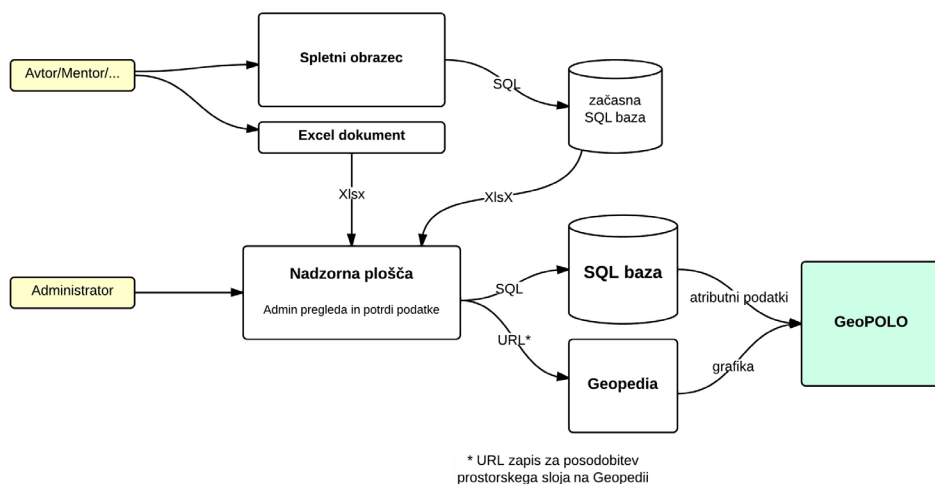 Avtor/Mentor/...
Spletni obrazec
SQL
začasna
SQL baza
Excel dokument
Xlsx
XlsX
Administrator
Nadzorna plošča
Admin pregleda in potrdi podatke
SQL
URL*
SQL baza
Geopedia
atributni podatki
grafika
GeoPOLO
* URL zapis za posodobitev
prostorskega sloja na Geopedii